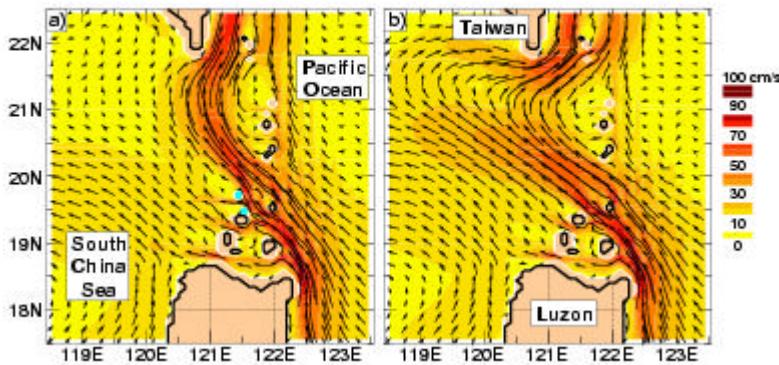 a)
Pacific
Ocean
South
China
Sea
22N
21N
20N
19N
18N
119E 120E 121E 122E 123E
b)
Taiwan
Luzon
119E 120E 121E 122E 123E
100 cm/s
90
70
50
30
10
0